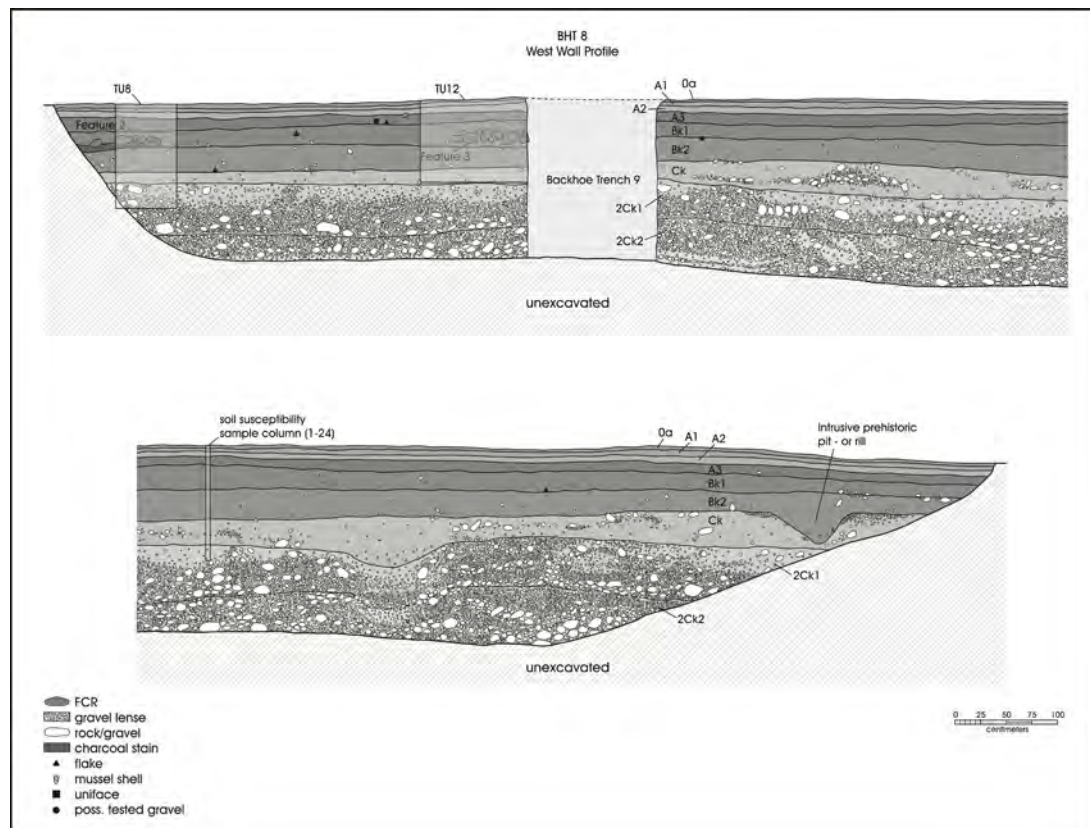 BHT 8
West Wall Profile
TU8
TU12
A1
0a
A2
Feature 2
A3
Bk1
Bk2
Feature 3
Ck
Backhoe Trench 9
2Ck1
2Ck2
unexcavated
soil susceptibility
sample column (1-24)
0a
A1
A2
Intrusive prehistoric
pit - or rill
A3
Bk1
Bk2
Ck
2Ck1
2Ck2
unexcavated
FCR
gravel lense
rock/gravel
charcoal stain
flake
mussel shell
uniface
poss. tested gravel
0 25 50 75 100
centimeters